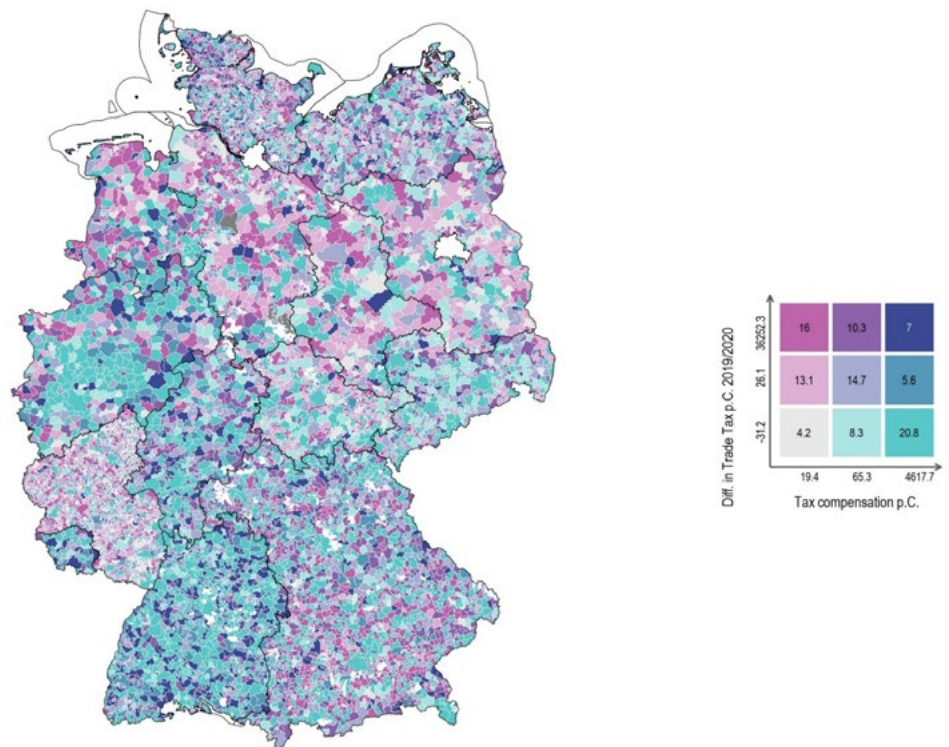 Diff. in Trade Tax p.C. 2019/2020
36252.3
26.1
-31.2
16 10.3 7
13.1 14.7 5.6
4.2 8.3 20.8
19.4 65.3 4617.7
Tax compensation p.C.